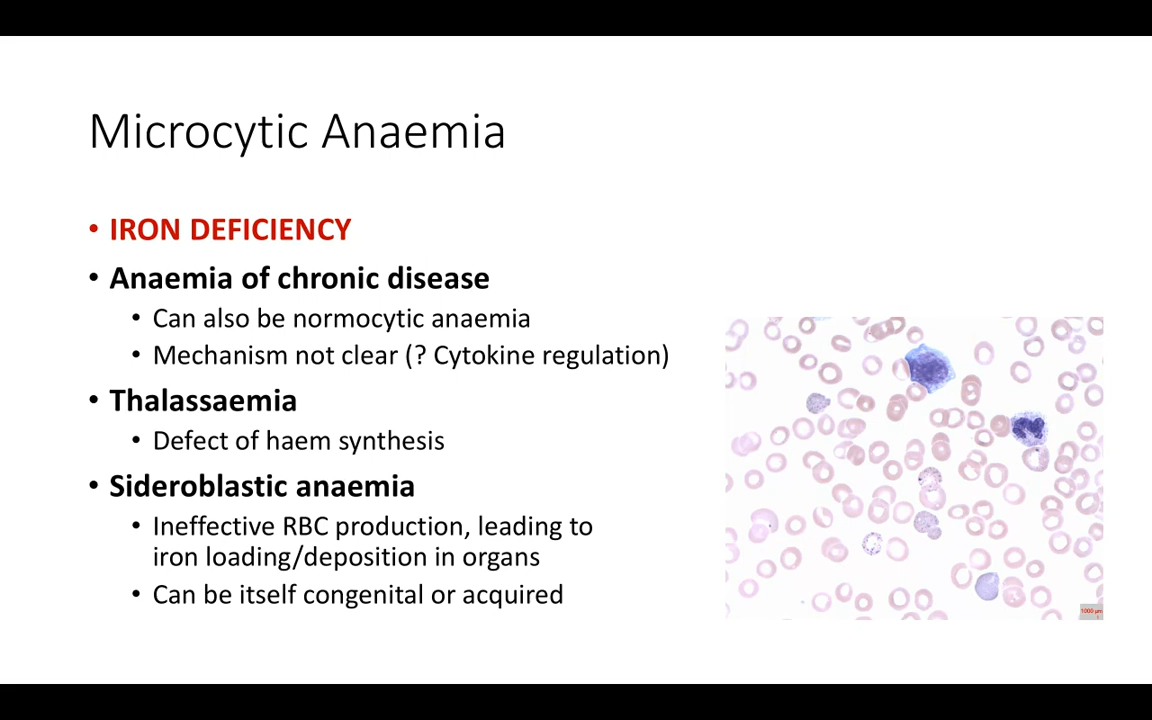 Microcytic Anaemia
• IRON DEFICIENCY
• Anaemia of chronic disease
• Can also be normocytic anaemia
• Mechanism not clear (? Cytokine regulation)
• Thalassaemia
• Defect of haem synthesis
• Sideroblastic anaemia
• Ineffective RBC production, leading to
iron loading/deposition in organs
• Can be itself congenital or acquired
1000 μm